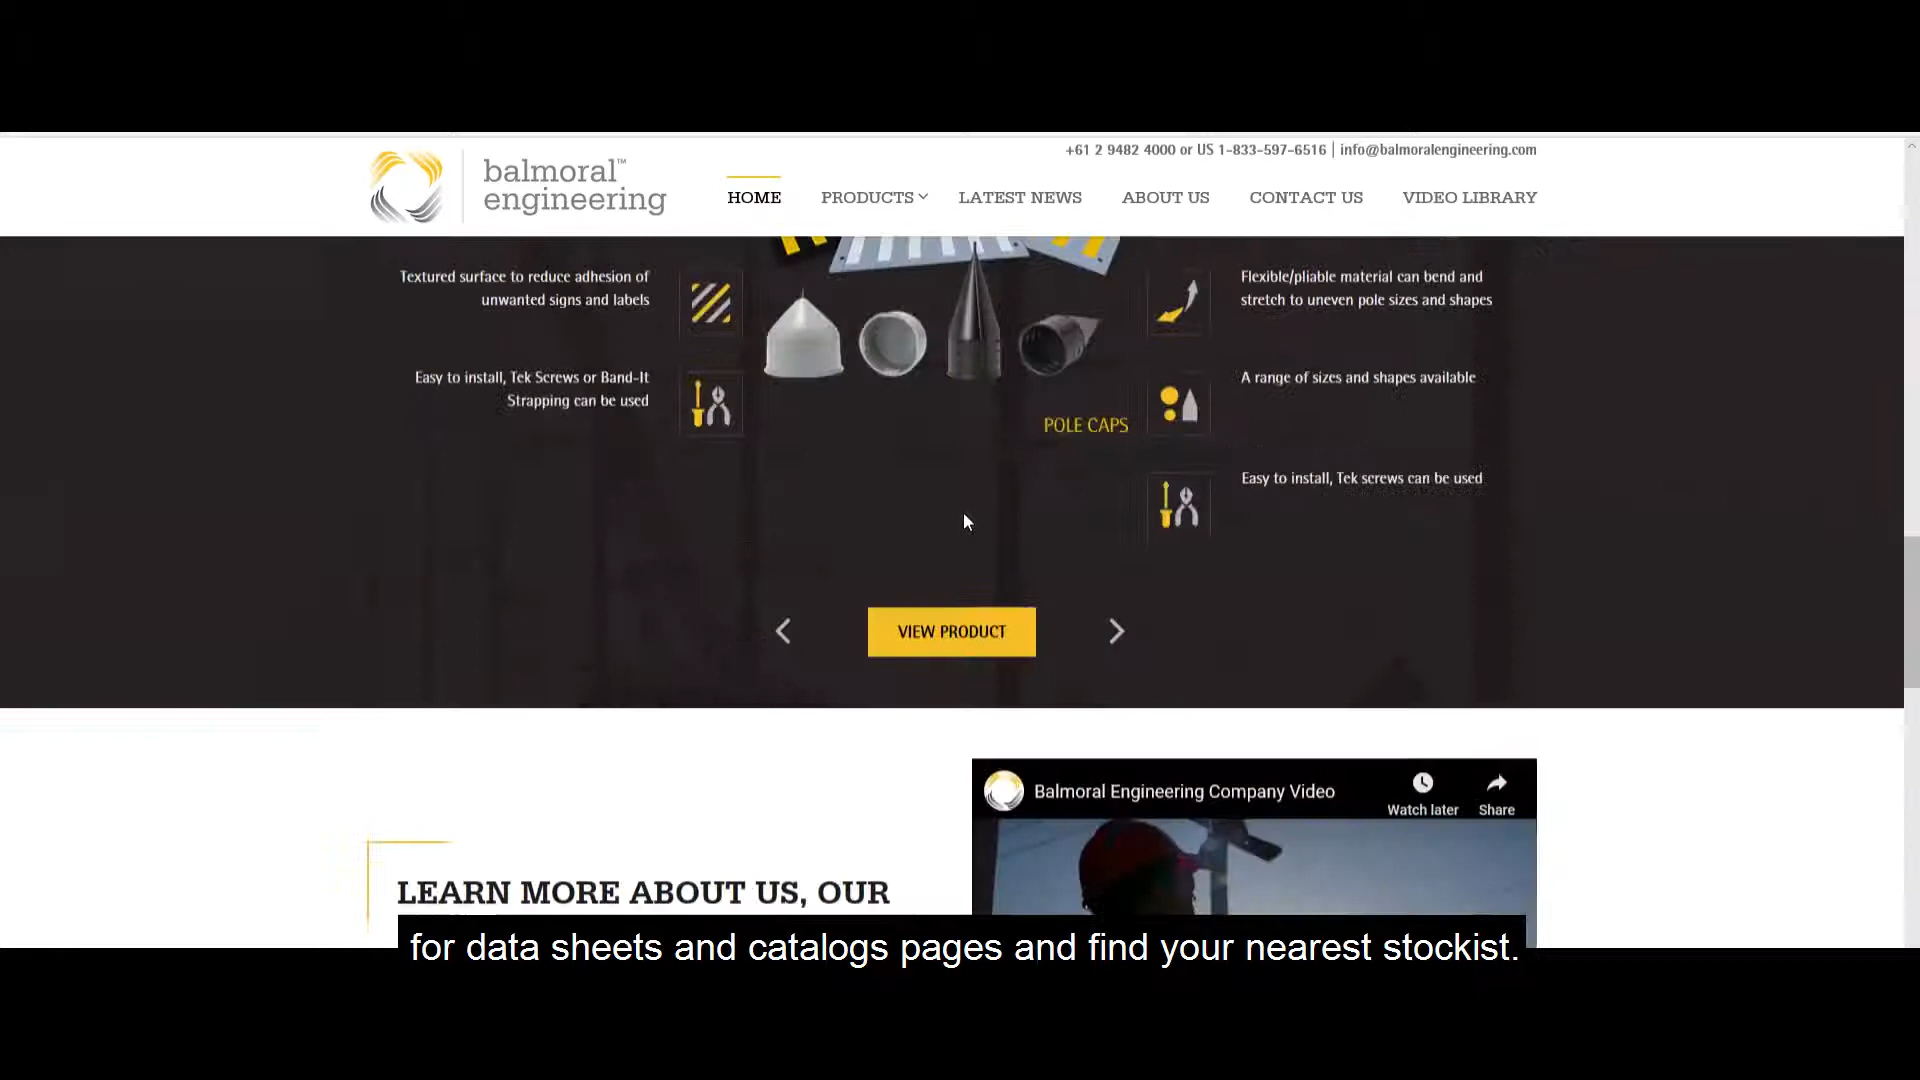 +61 2 9482 4000 or US 1-833-597-6516 | info@balmoralengineering.com
balmoral™
engineering
HOME
PRODUCTS
LATEST NEWS
ABOUT US
CONTACT US
VIDEO LIBRARY
Textured surface to reduce adhesion of
unwanted signs and labels
Easy to install, Tek Screws or Band-It
Strapping can be used
Flexible/pliable material can bend and
stretch to uneven pole sizes and shapes
A range of sizes and shapes available
POLE CAPS
Easy to install, Tek screws can be used
VIEW PRODUCT
Balmoral Engineering Company Video
Watch later
Share
LEARN MORE ABOUT US, OUR
for data sheets and catalogs pages and find your nearest stockist.